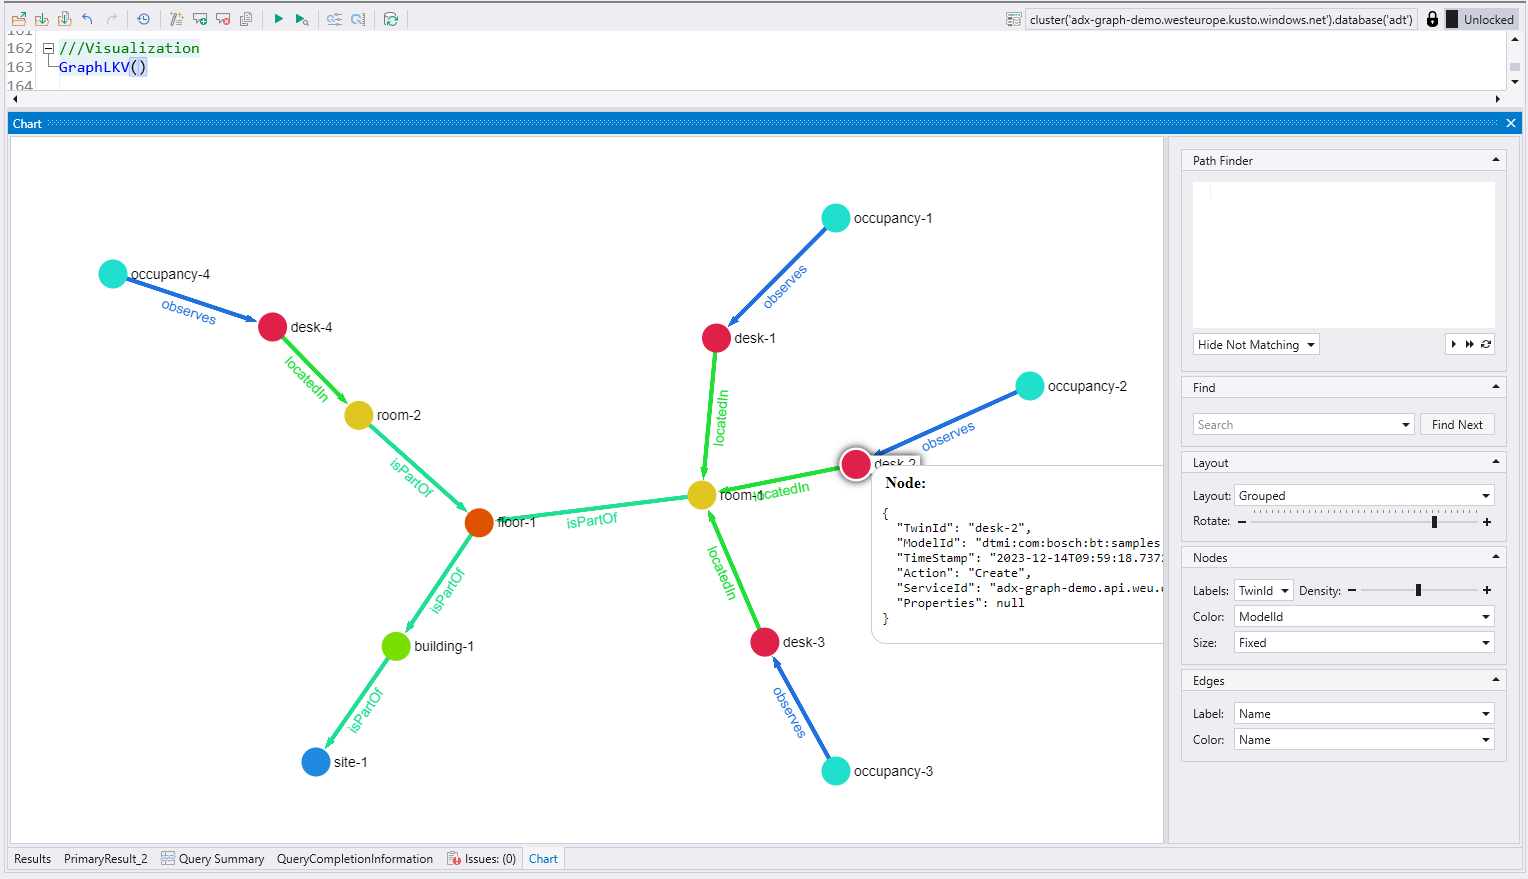 cluster('adx-graph-demo.westeurope.kusto.windows.net').database('adt')
Unlocked
161
162 ///Visualization
163 GraphLKV()
164
Chart
occupancy-1
occupancy-4
observes
observes
desk-4
desk-1
locatedIn
occupancy-2
locatedIn
room-2
observes
desk-2
isPartOf
room-1
locatedIn
floor-1
isPartOf
locatedIn
isPartOf
building-1
desk-3
isPartOf
observes
site-1
occupancy-3
Node:
{
"TwinId": "desk-2",
"ModelId": "dtmi:com:bosch:bt:samples
"TimeStamp": "2023-12-14T09:59:18.737
"Action": "Create",
"ServiceId": "adx-graph-demo.api.weu.
"Properties": null
}
Path Finder
Hide Not Matching
Find
Search
Find Next
Layout
Layout: Grouped
Rotate:
Nodes
Labels: TwinId Density:
Color: ModelId
Size: Fixed
Edges
Label: Name
Color: Name
Results PrimaryResult_2 Query Summary QueryCompletionInformation Issues: (0) Chart